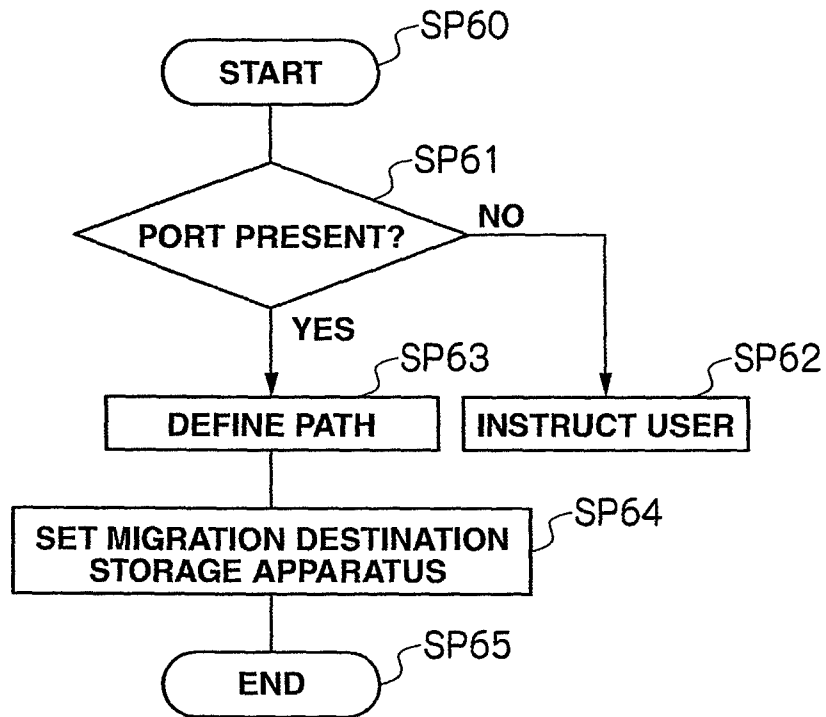 SP60
START
SP61
PORT PRESENT?
NO
YES
SP63
SP62
DEFINE PATH
INSTRUCT USER
SP64
SET MIGRATION DESTINATION
STORAGE APPARATUS
SP65
END